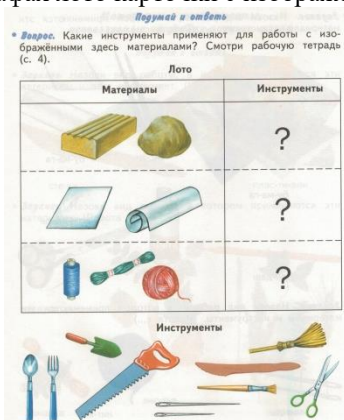 Подумай и ответь
• Вопрос. Какие инструменты применяют для работы с изо-
бражёнными здесь материалами? Смотри рабочую тетрадь
(с. 4).
Лото
Материалы Инструменты
?
?
?
Инструменты